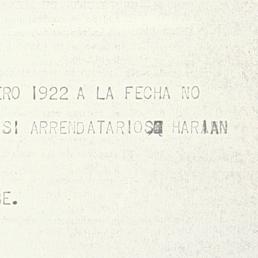 ERO 1922 A LA FECHA NO
SI ARRENDATARIOS HARIAN
E.